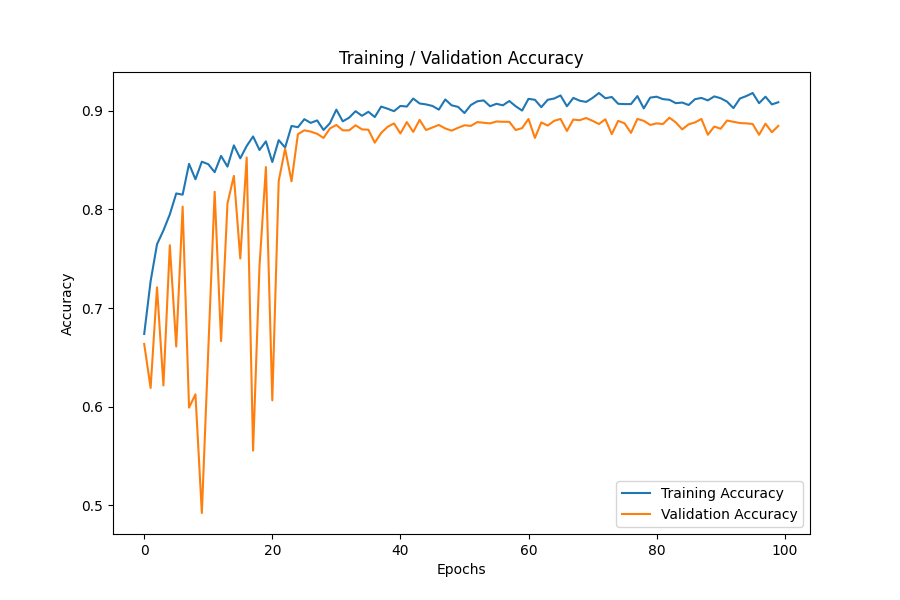 Training / Validation Accuracy
Accuracy
0.9
0.8
0.7
0.6
0.5
0 20 40 60 80 100
Epochs
Training Accuracy
Validation Accuracy